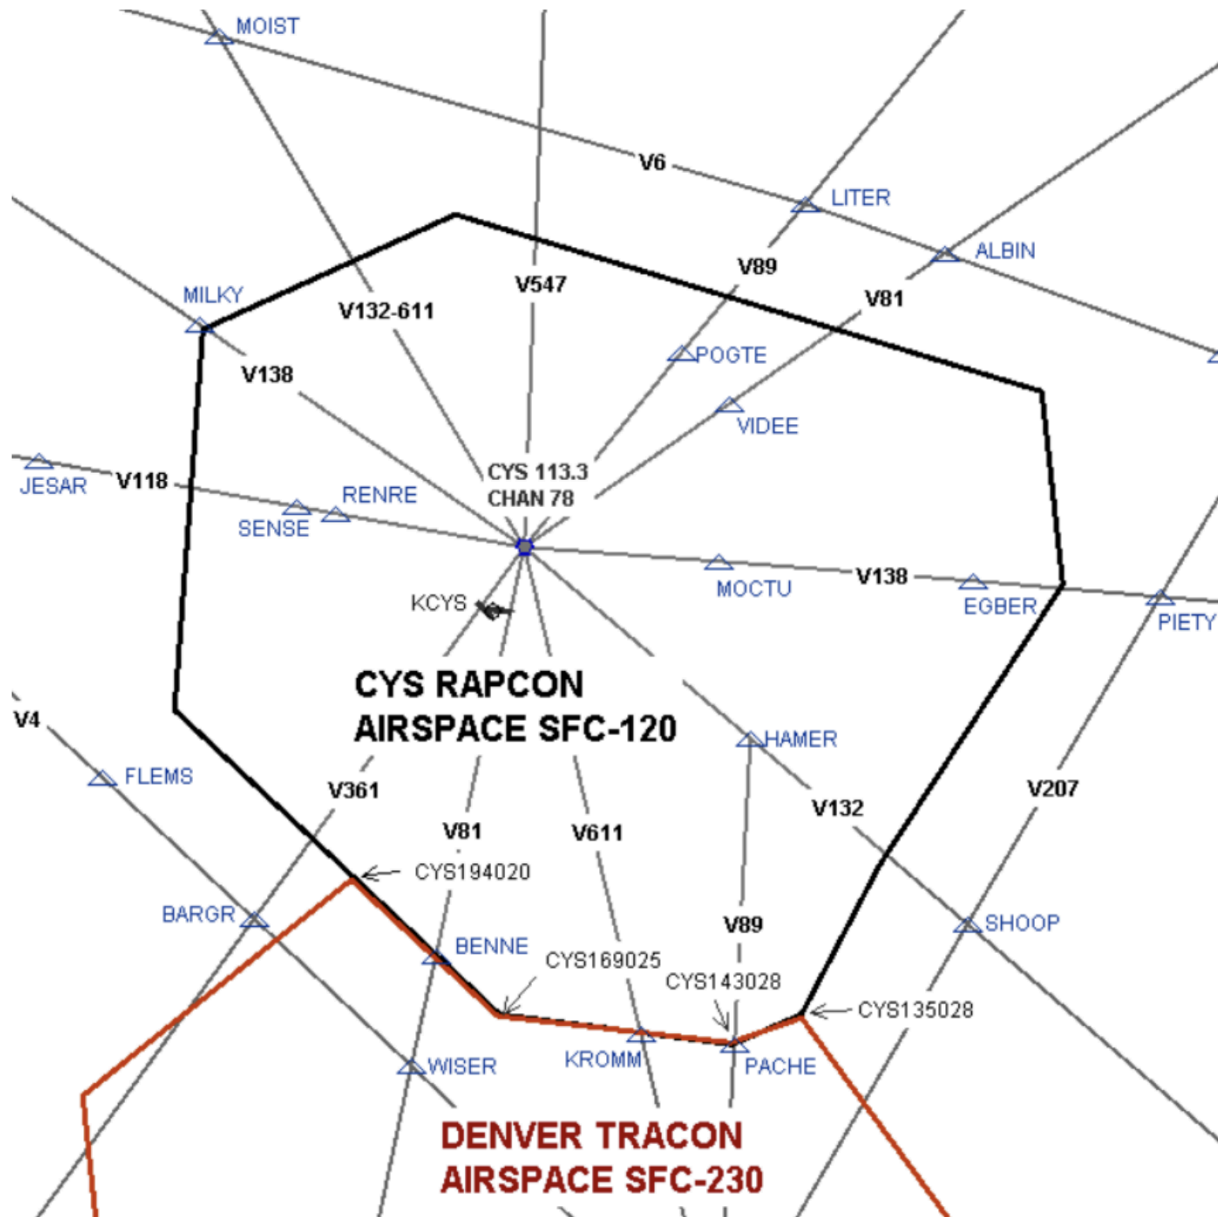 MOIST
V6
LITER
ALBIN
V89
V547
V81
MILKY
V132-611
POGTE
V138
VIDEE
CYS 113.3
CHAN 78
V118
JESAR
RENRE
SENSE
MOCTU
V138
EGBER
PIETY
KCYS
CYS RAPCON
AIRSPACE SFC-120
V4
HAMER
FLEMS
V361
V207
V132
V81
V611
CYS194020
BARGR
V89
SHOOP
BENNE
CYS169025
CYS143028
CYS135028
KROMM
WISER
PACHE
DENVER TRACON
AIRSPACE SFC-230